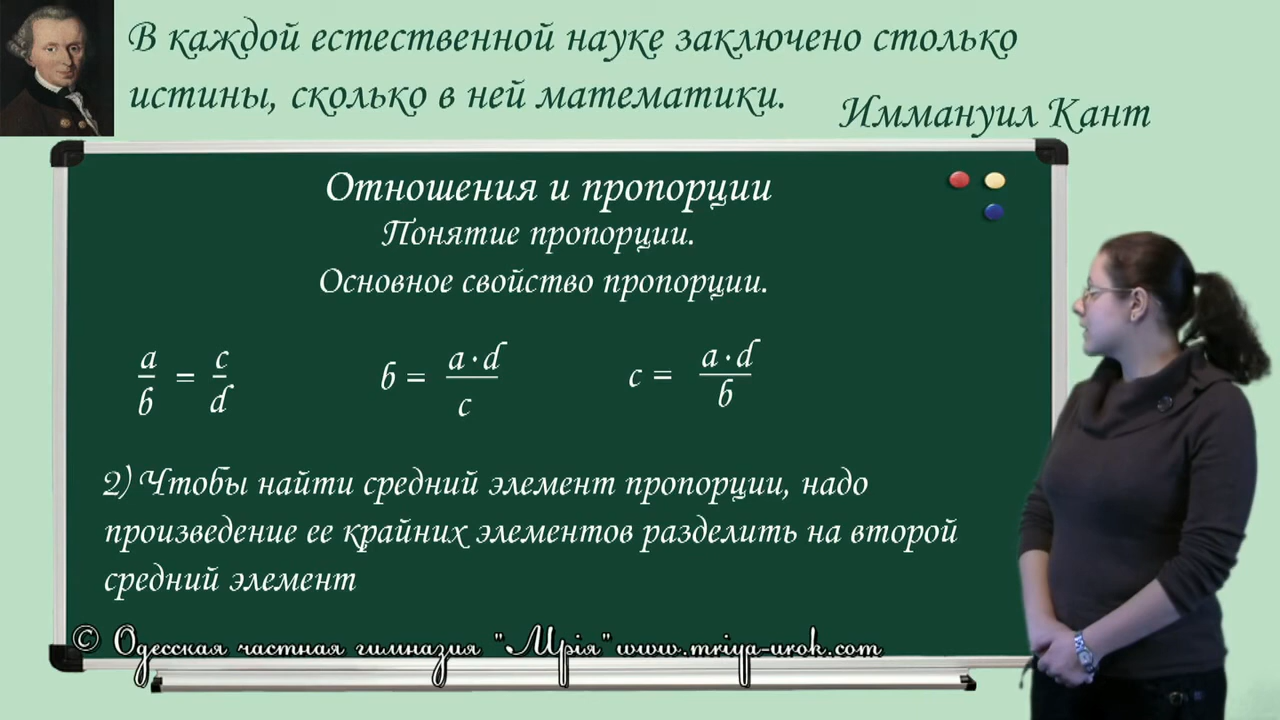 В каждой естественной науке заключено столько
истины, сколько в ней математики.
Иммануил Кант
Отношения и пропорции
Понятие пропорции.
Основное свойство пропорции.
a/b = c/d b = a·d/c c = a·d/b
2) Чтобы найти средний элемент пропорции, надо
произведение ее крайних элементов разделить на второй
средний элемент
© Одесская частная гимназия "Мрія" www.mriya-urok.com